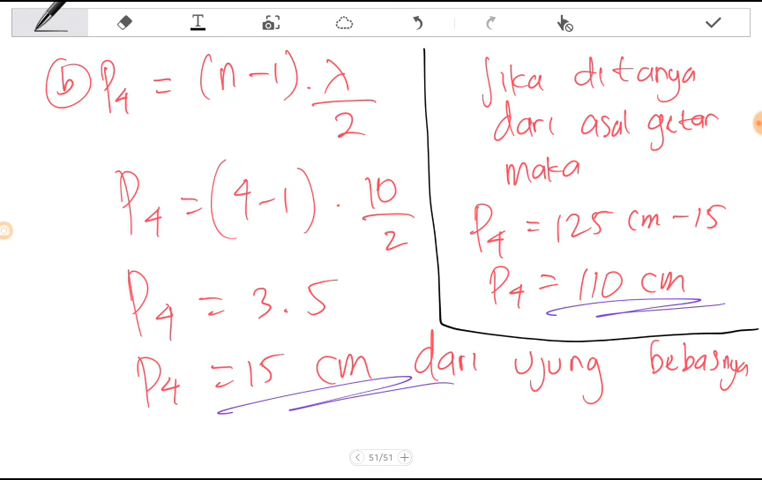 (b) P₄ = (n-1) . λ/2
P₄ = (4-1) . 10/2
P₄ = 3.5
P₄ = 15 cm dari ujung bebasnya
Jika ditanya
dari asal getar
maka
P₄ = 125 cm - 15
P₄ = 110 cm
51/51